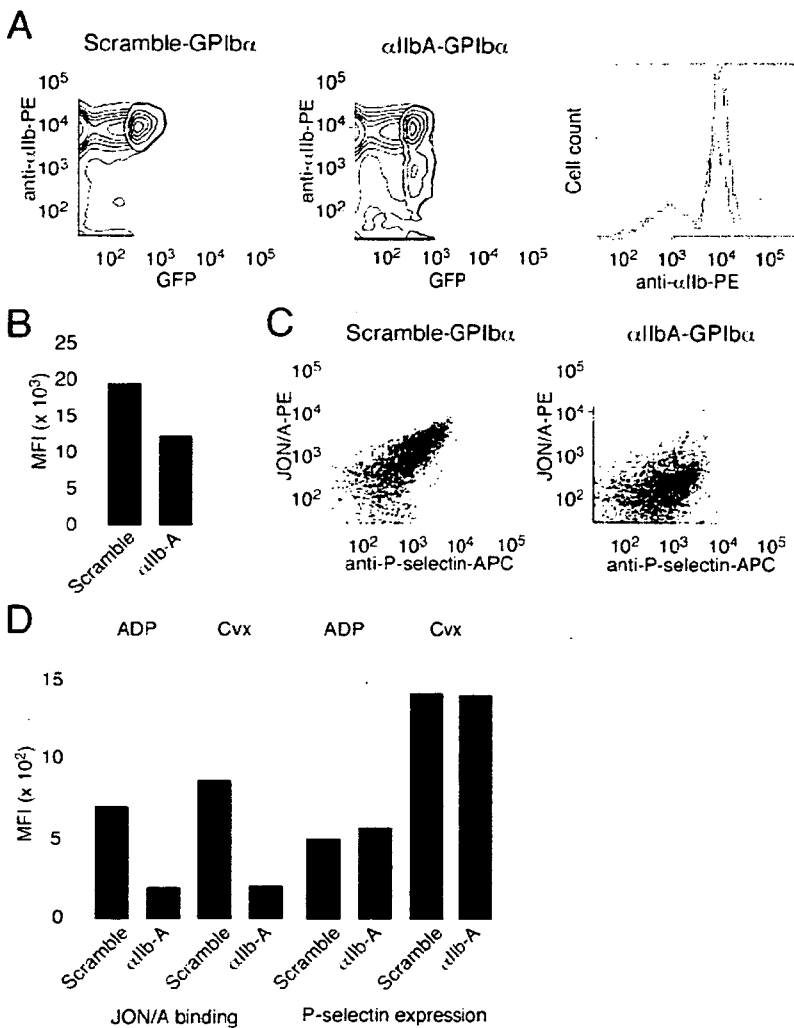 A
Scramble-GPIbα
αIIbA-GPIbα
anti-αIIb-PE
10⁵
10⁴
10³
10²
10² 10³ 10⁴ 10⁵
GFP
anti-αIIb-PE
10⁵
10⁴
10³
10²
10² 10³ 10⁴ 10⁵
GFP
Cell count
10² 10³ 10⁴ 10⁵
anti-αIIb-PE
B
MFI (x 10³)
25
20
15
10
5
0
Scramble
αIIb-A
C
Scramble-GPIbα
αIIbA-GPIbα
JON/A-PE
10⁵
10⁴
10³
10²
10² 10³ 10⁴ 10⁵
anti-P-selectin-APC
JON/A-PE
10⁵
10⁴
10³
10²
10² 10³ 10⁴ 10⁵
anti-P-selectin-APC
D
ADP Cvx ADP Cvx
MFI (x 10²)
15
10
5
0
Scramble
αIIb-A
Scramble
αIIb-A
Scramble
αIIb-A
Scramble
αIIb-A
JON/A binding
P-selectin expression